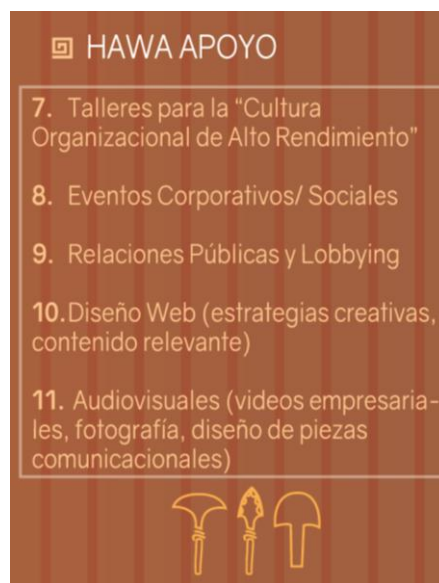 HAWA APOYO
7. Talleres para la “Cultura
Organizacional de Alto Rendimiento”
8. Eventos Corporativos/ Sociales
9. Relaciones Públicas y Lobbying
10.Diseño Web (estrategias creativas,
contenido relevante)
11. Audiovisuales (videos empresaria-
les, fotografía, diseño de piezas
comunicacionales)